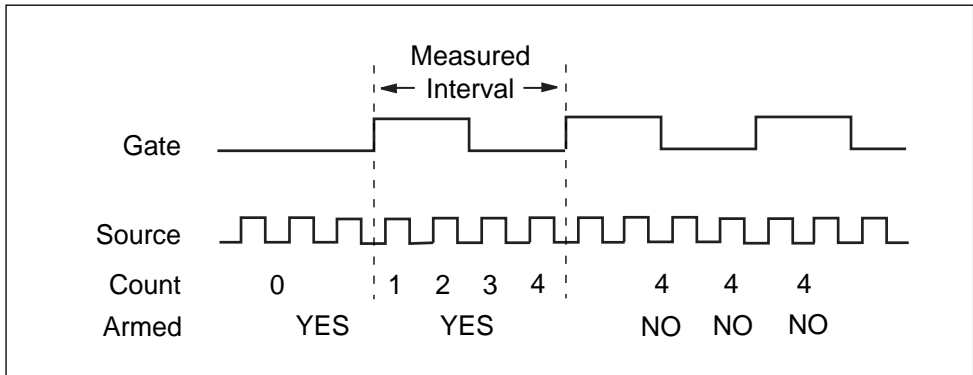 Measured
Interval
Gate
Source
Count 0 1 2 3 4 4 4 4
Armed YES YES NO NO NO